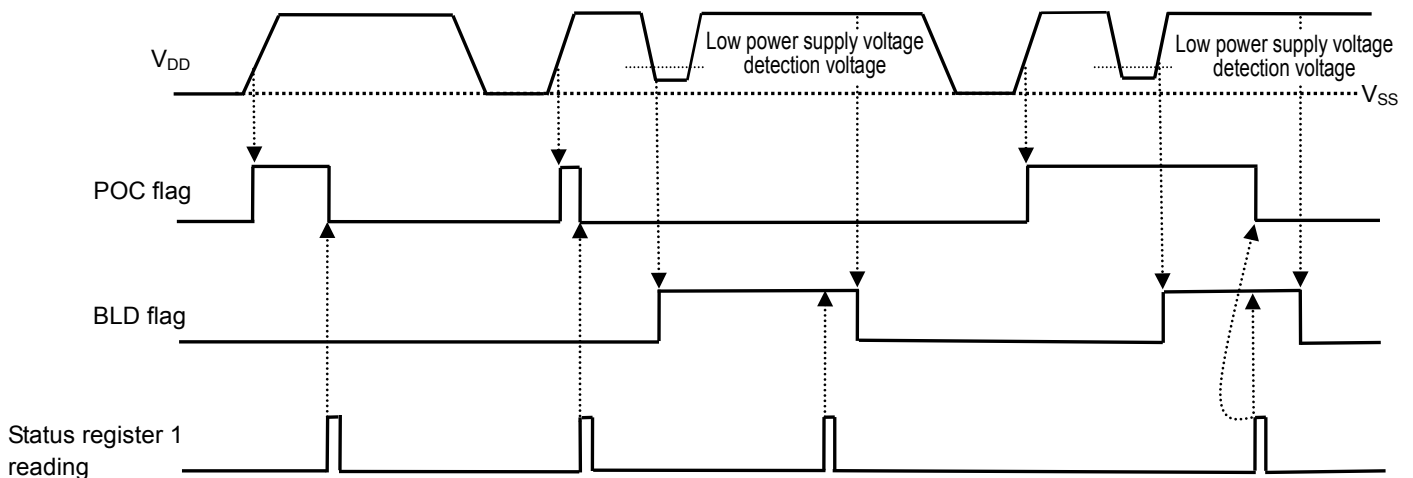 Low power supply voltage
detection voltage
Low power supply voltage
detection voltage
VDD
VSS
POC flag
BLD flag
Status register 1
reading